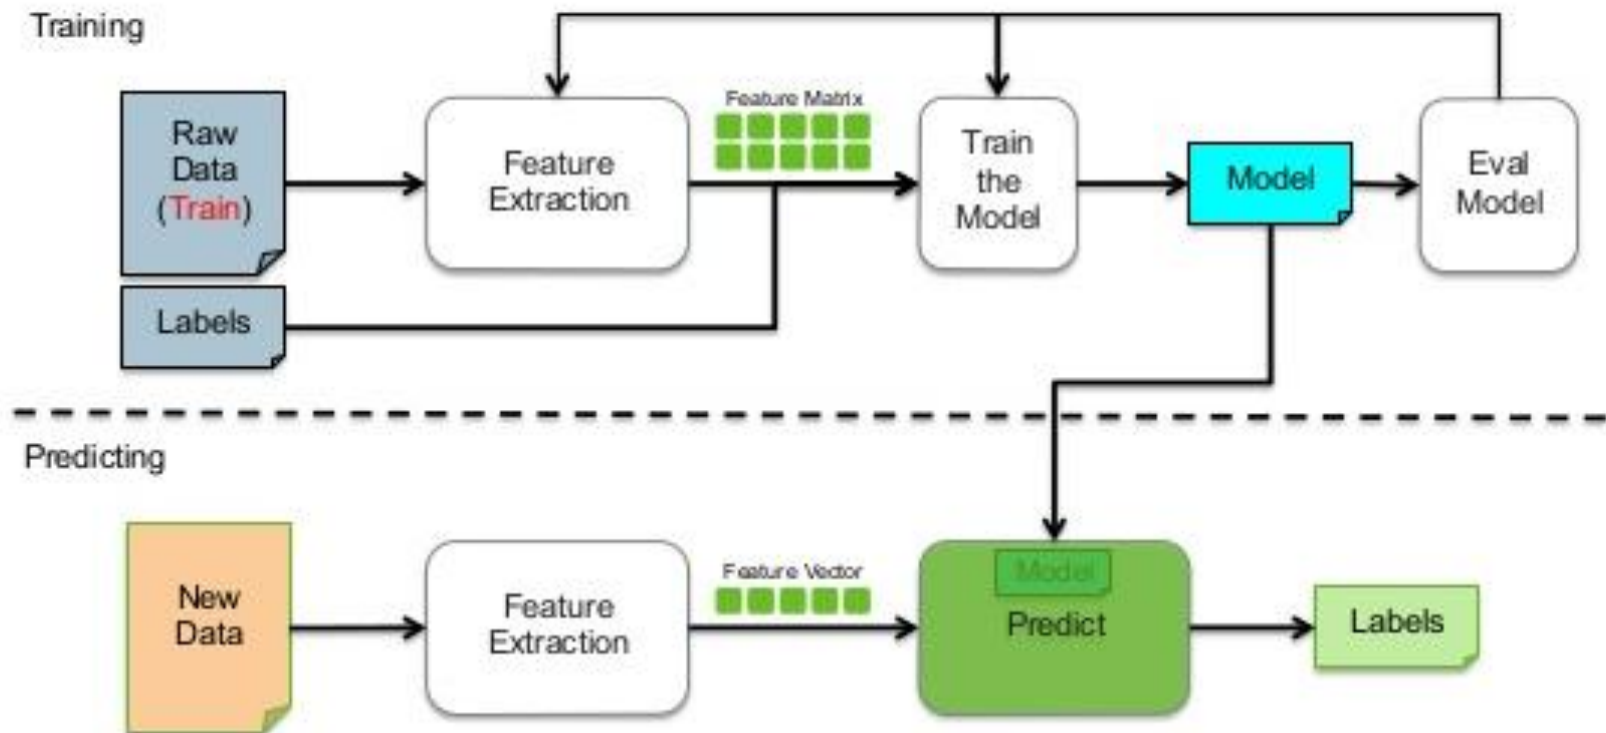 Training
Raw
Data
(Train)
Feature
Extraction
Feature Matrix
Train
the
Model
Model
Eval
Model
Labels
Predicting
New
Data
Feature
Extraction
Feature Vector
Model
Predict
Labels